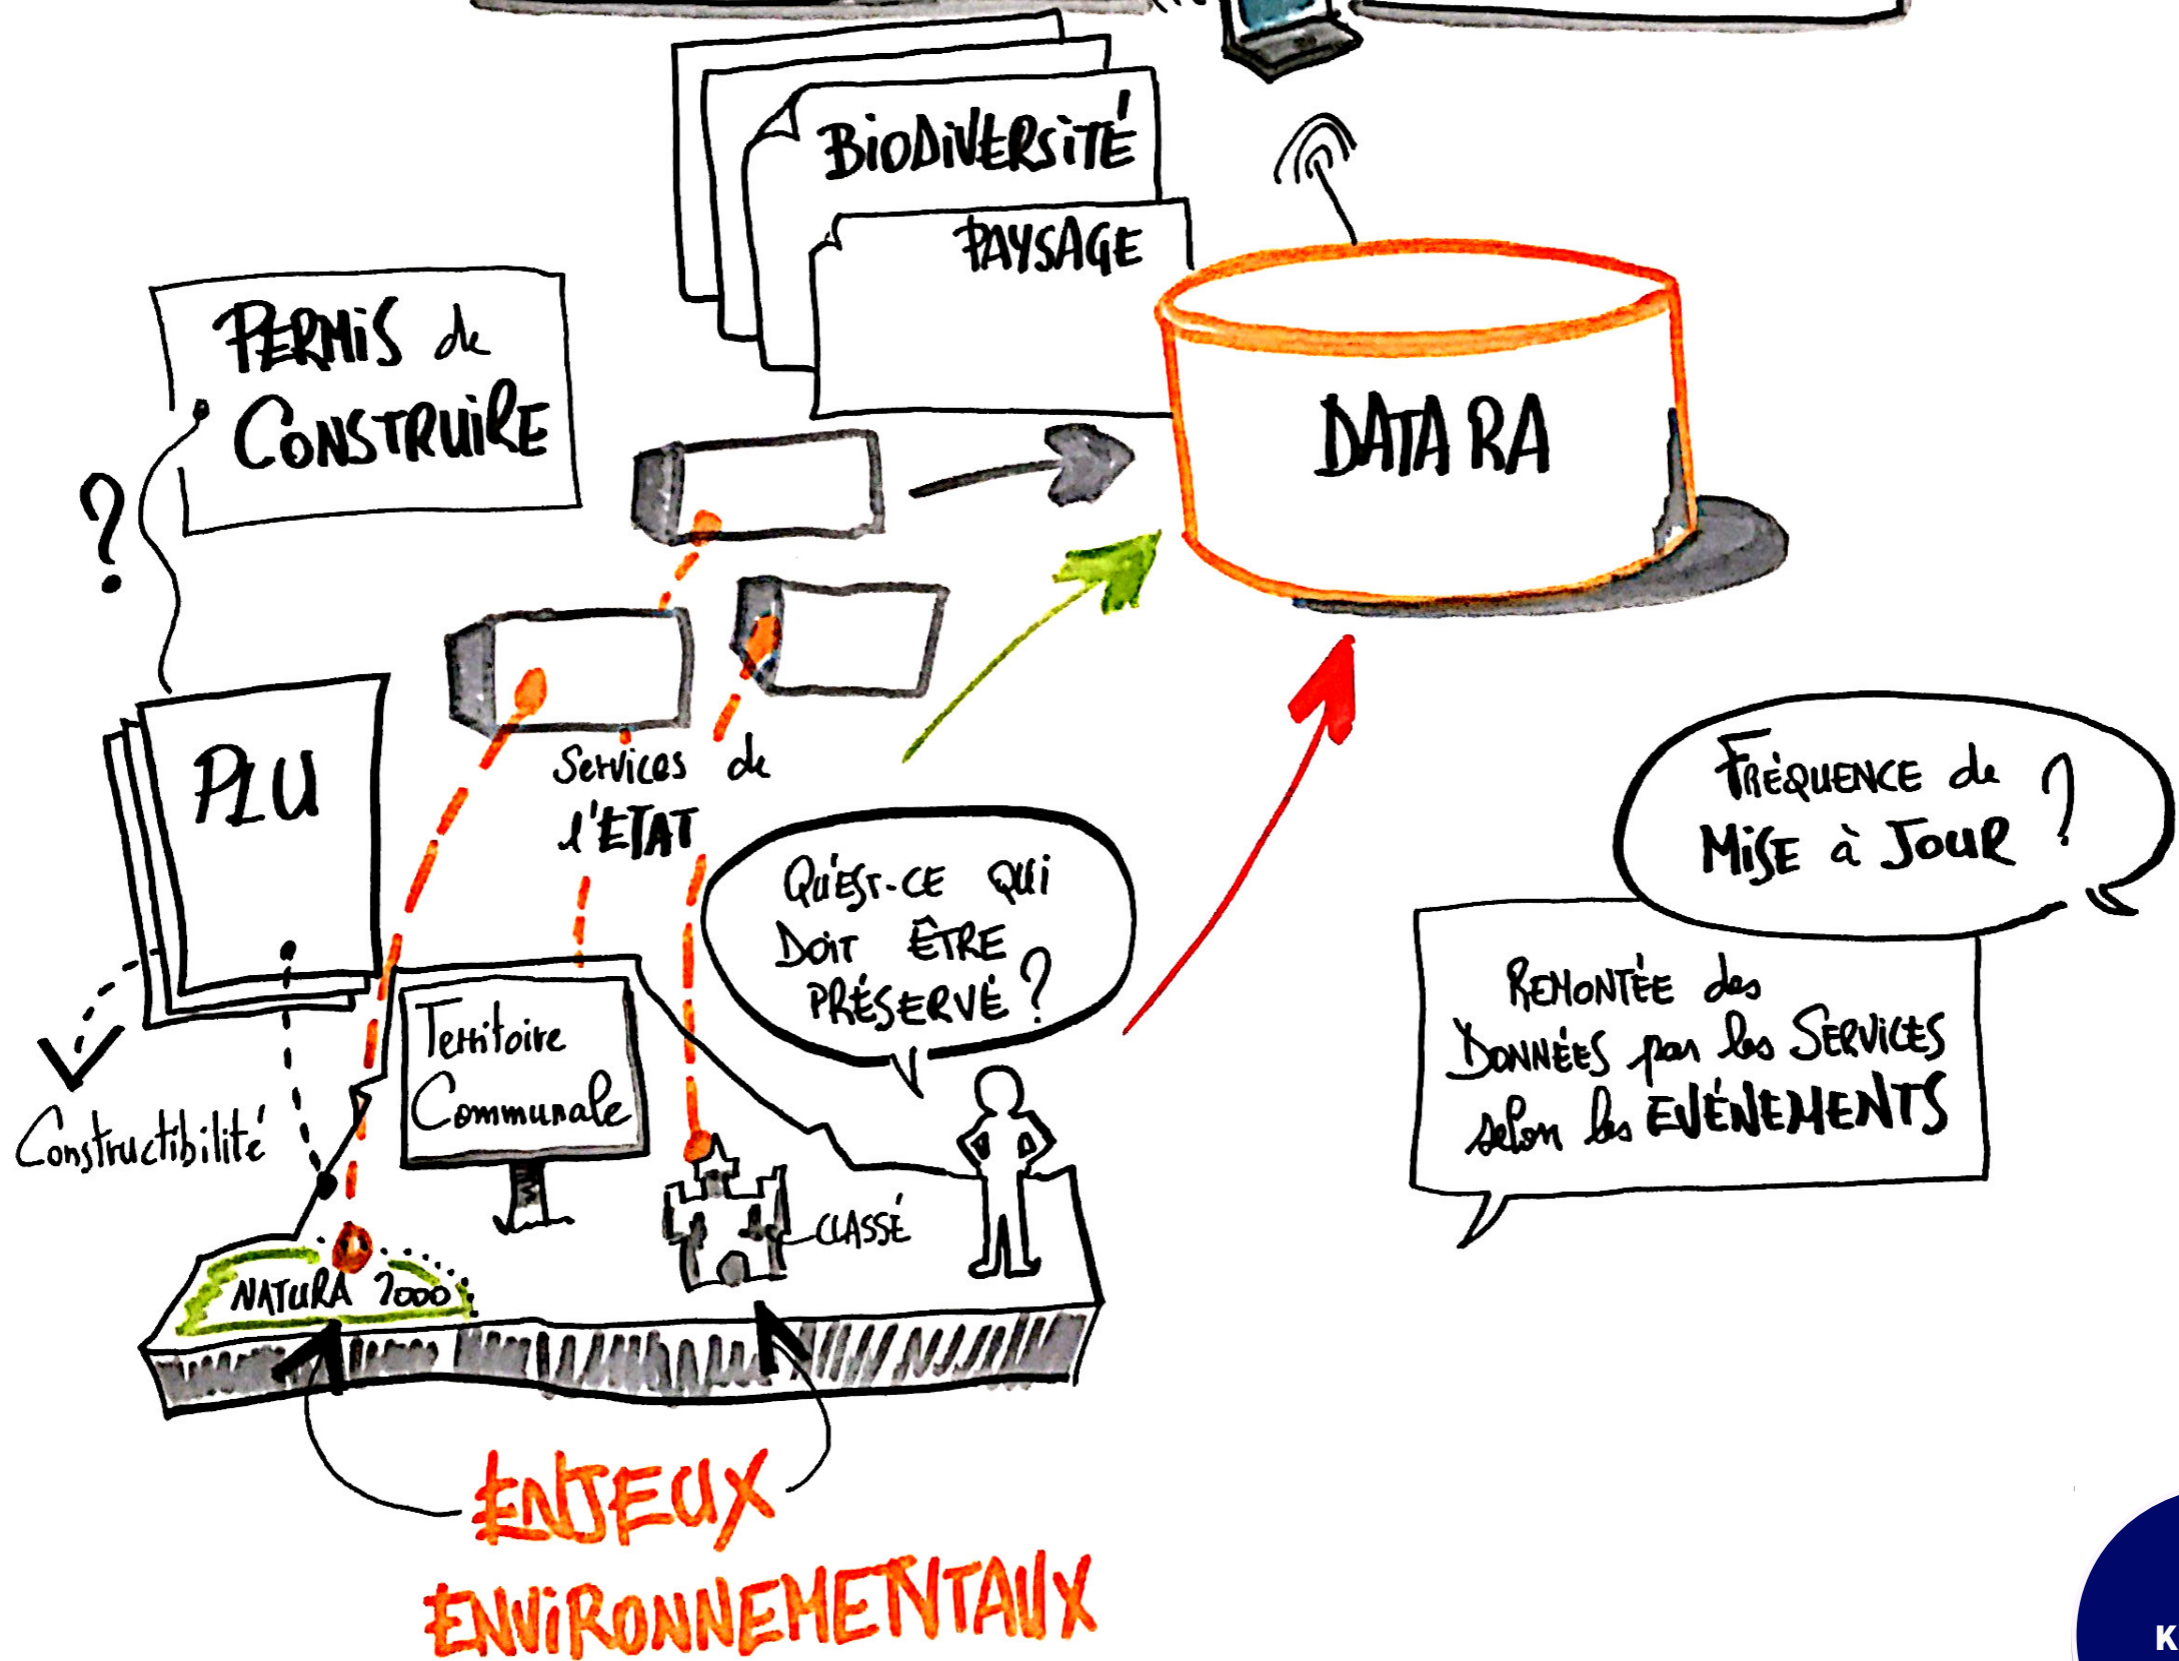 BIODIVERSITÉ
PAYSAGE
PERMIS de
CONSTRUIRE
DATA RA
?
PLU
Services de
l'ETAT
FRÉQUENCE de
MISE à JOUR ?
QU'EST-CE QUI
DOIT ÊTRE
PRÉSERVÉ ?
REMONTÉE des
DONNÉES par les SERVICES
selon les EVÉNEMENTS
Territoire
Communale
Constructibilité
CLASSÉ
NATURA 2000
ENJEUX
ENVIRONNEMENTAUX
K